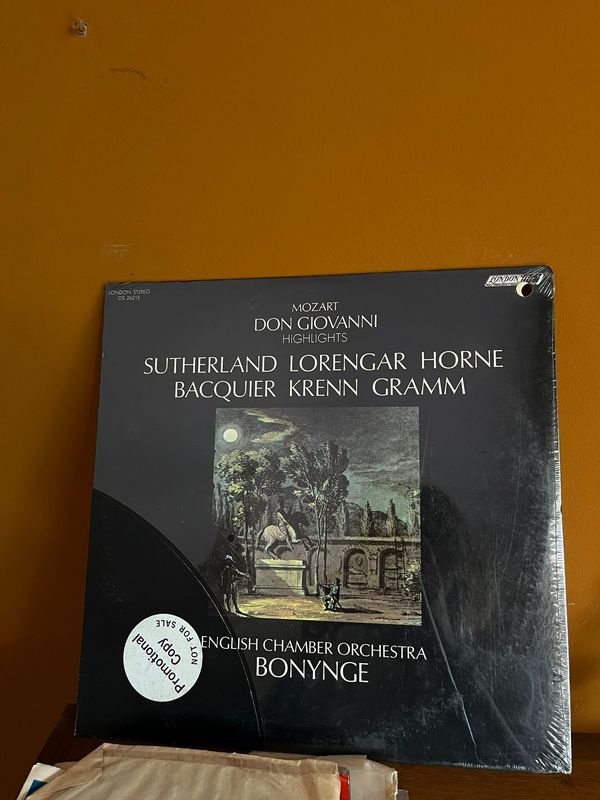 LONDON STEREO
OS 26215
LONDON
MOZART
DON GIOVANNI
HIGHLIGHTS
SUTHERLAND LORENGAR HORNE
BACQUIER KRENN GRAMM
ENGLISH CHAMBER ORCHESTRA
BONYNGE
Promotional
Copy
NOT FOR SALE